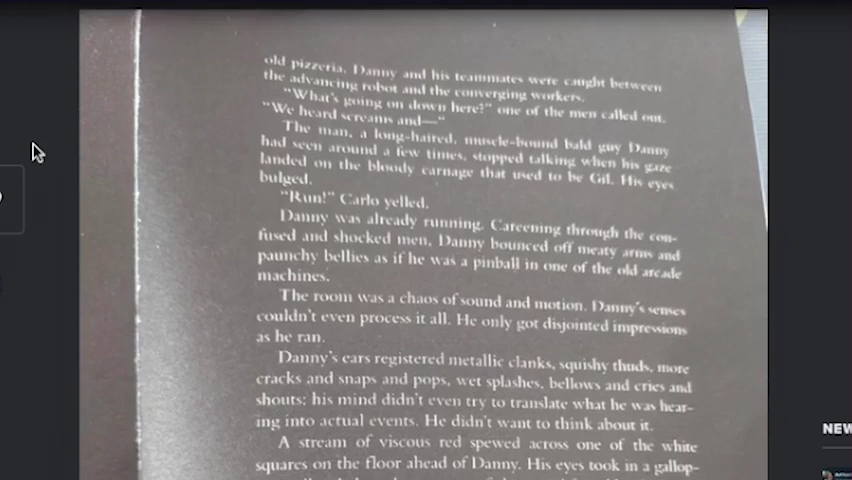 old pizzeria, Danny and his teammates were caught between
the advancing robot and the converging workers.
"What's going on down here?" one of the men called out.
"We heard screams and—"
The man, a long-haired, muscle-bound bald guy Danny
had seen around a few times, stopped talking when his gaze
landed on the bloody carnage that used to be Gil. His eyes
bulged.
"Run!" Carlo yelled.
Danny was already running. Careening through the con-
fused and shocked men, Danny bounced off meaty arms and
paunchy bellies as if he was a pinball in one of the old arcade
machines.
The room was a chaos of sound and motion. Danny's senses
couldn't even process it all. He only got disjointed impressions
as he ran.
Danny's ears registered metallic clanks, squishy thuds, more
cracks and snaps and pops, wet splashes, bellows and cries and
shouts; his mind didn't even try to translate what he was hear-
ing into actual events. He didn't want to think about it.
A stream of viscous red spewed across one of the white
squares on the floor ahead of Danny. His eyes took in a gallop-
NEW